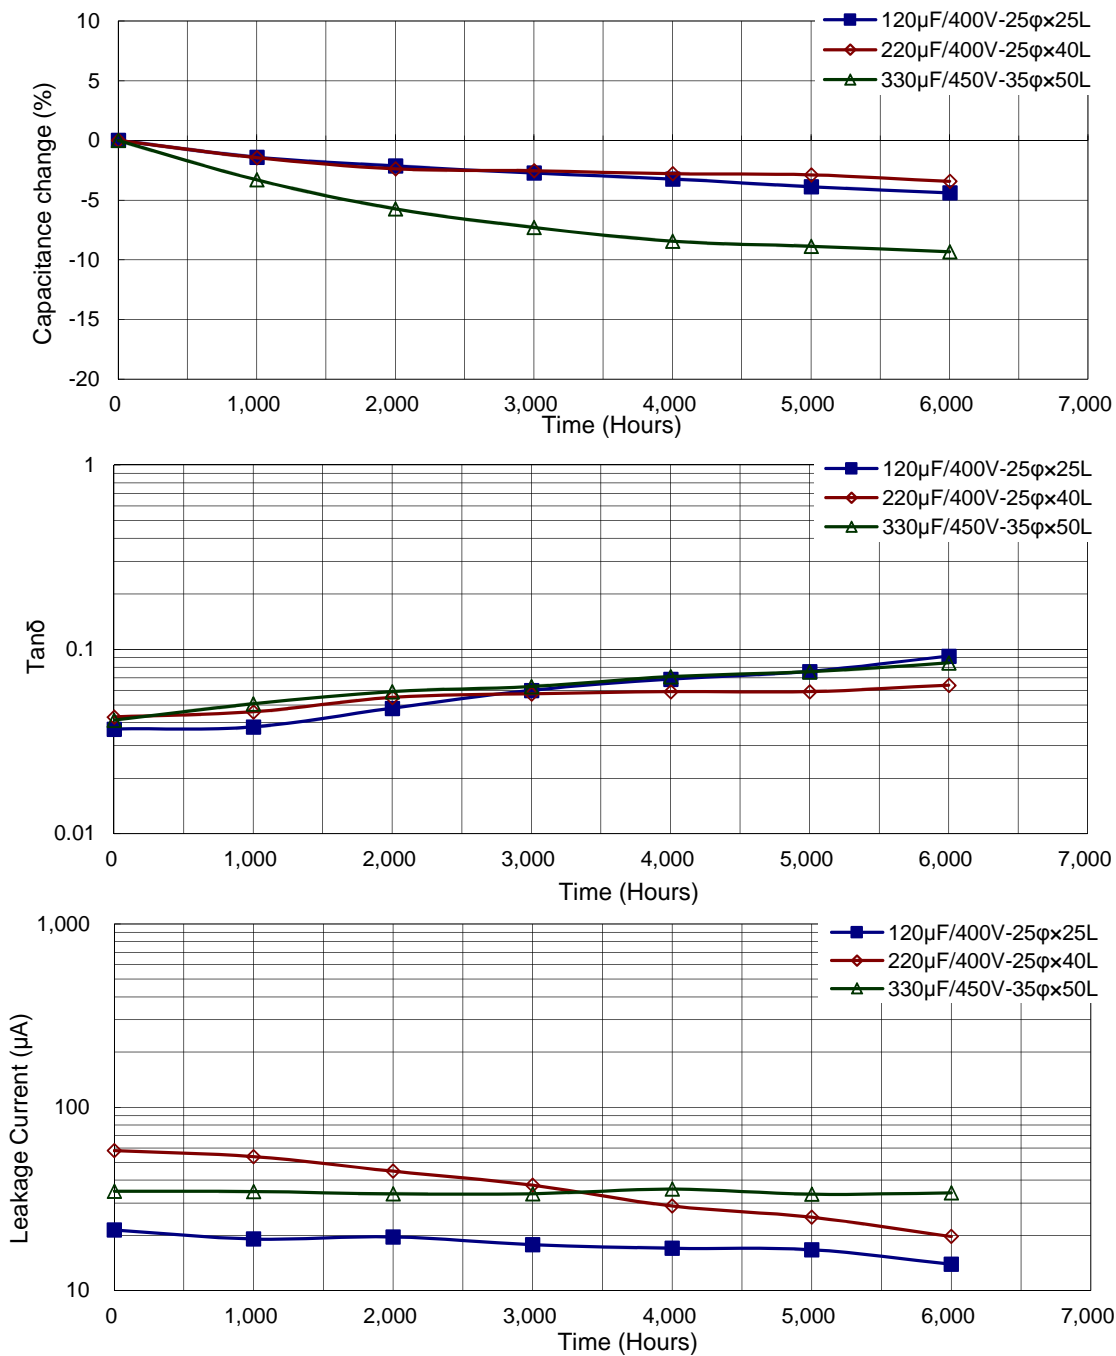 10
5
0
-5
-10
-15
-20
Capacitance change (%)
120µF/400V-25φ×25L
220µF/400V-25φ×40L
330µF/450V-35φ×50L
0 1,000 2,000 3,000 4,000 5,000 6,000 7,000
Time (Hours)
1
0.1
0.01
Tanδ
120µF/400V-25φ×25L
220µF/400V-25φ×40L
330µF/450V-35φ×50L
0 1,000 2,000 3,000 4,000 5,000 6,000 7,000
Time (Hours)
1,000
100
10
Leakage Current (µA)
120µF/400V-25φ×25L
220µF/400V-25φ×40L
330µF/450V-35φ×50L
0 1,000 2,000 3,000 4,000 5,000 6,000 7,000
Time (Hours)